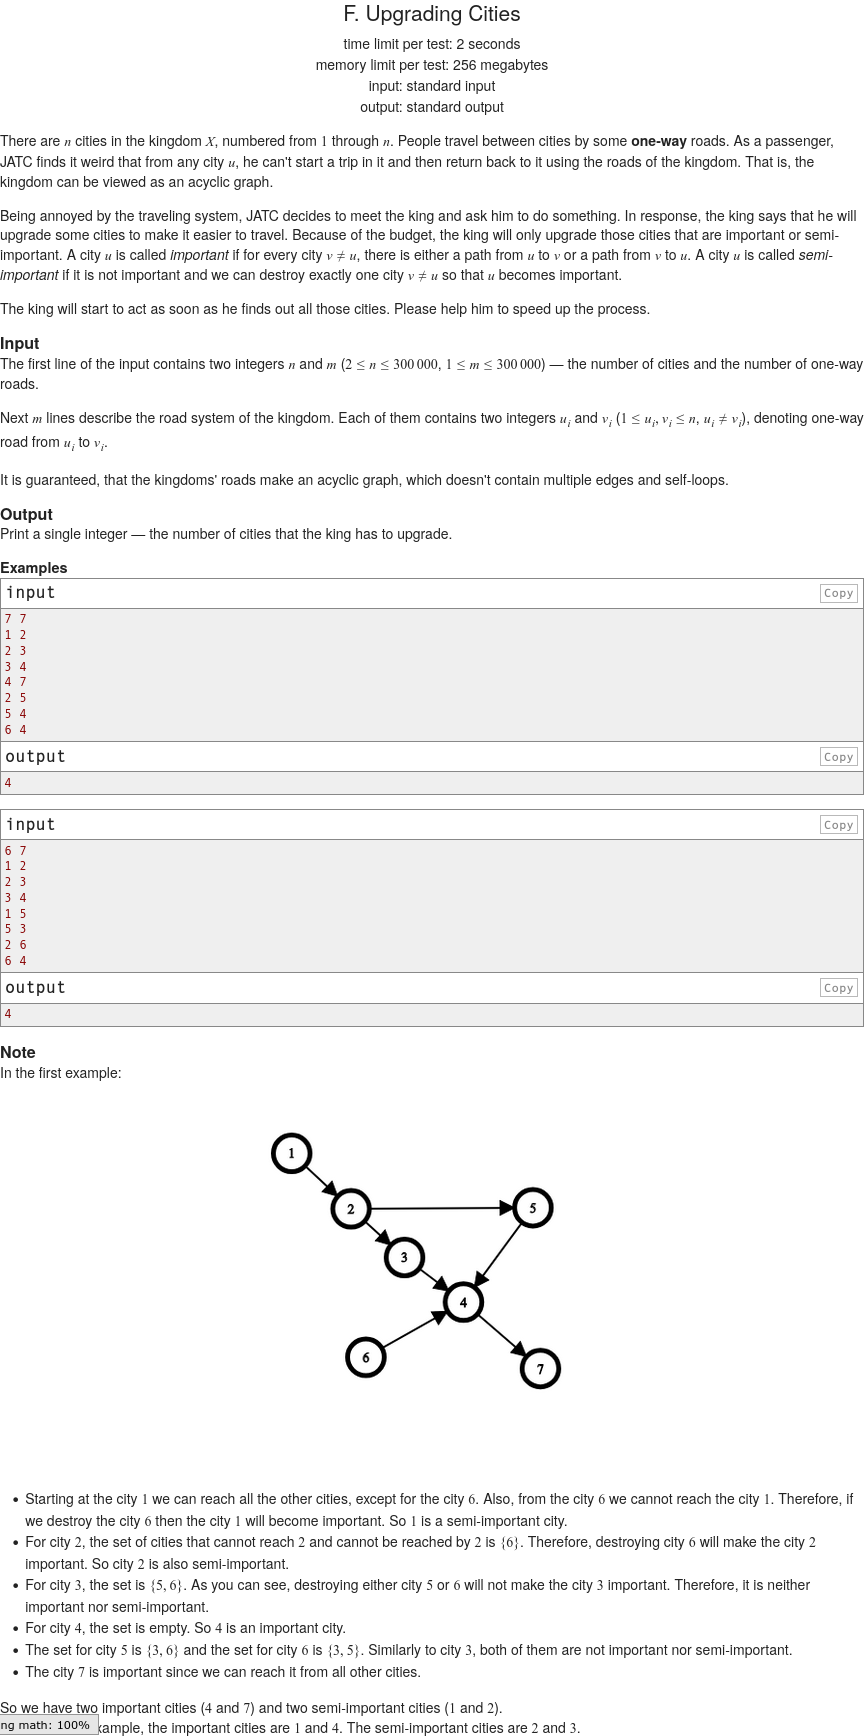 F. Upgrading Cities
time limit per test: 2 seconds
memory limit per test: 256 megabytes
input: standard input
output: standard output
There are n cities in the kingdom X, numbered from 1 through n. People travel between cities by some one-way roads. As a passenger,
JATC finds it weird that from any city u, he can't start a trip in it and then return back to it using the roads of the kingdom. That is, the
kingdom can be viewed as an acyclic graph.
Being annoyed by the traveling system, JATC decides to meet the king and ask him to do something. In response, the king says that he will
upgrade some cities to make it easier to travel. Because of the budget, the king will only upgrade those cities that are important or semi-
important. A city u is called important if for every city v ≠ u, there is either a path from u to v or a path from v to u. A city u is called semi-
important if it is not important and we can destroy exactly one city v ≠ u so that u becomes important.
The king will start to act as soon as he finds out all those cities. Please help him to speed up the process.
Input
The first line of the input contains two integers n and m (2 ≤ n ≤ 300 000, 1 ≤ m ≤ 300 000) — the number of cities and the number of one-way
roads.
Next m lines describe the road system of the kingdom. Each of them contains two integers u_i and v_i (1 ≤ u_i, v_i ≤ n, u_i ≠ v_i), denoting one-way
road from u_i to v_i.
It is guaranteed, that the kingdoms' roads make an acyclic graph, which doesn't contain multiple edges and self-loops.
Output
Print a single integer — the number of cities that the king has to upgrade.
Examples
input Copy
7 7
1 2
2 3
3 4
4 7
2 5
5 4
6 4
output Copy
4
input Copy
6 7
1 2
2 3
3 4
1 5
5 3
2 6
6 4
output Copy
4
Note
In the first example:
1
2
5
3
4
6
7
• Starting at the city 1 we can reach all the other cities, except for the city 6. Also, from the city 6 we cannot reach the city 1. Therefore, if
we destroy the city 6 then the city 1 will become important. So 1 is a semi-important city.
• For city 2, the set of cities that cannot reach 2 and cannot be reached by 2 is {6}. Therefore, destroying city 6 will make the city 2
important. So city 2 is also semi-important.
• For city 3, the set is {5, 6}. As you can see, destroying either city 5 or 6 will not make the city 3 important. Therefore, it is neither
important nor semi-important.
• For city 4, the set is empty. So 4 is an important city.
• The set for city 5 is {3, 6} and the set for city 6 is {3, 5}. Similarly to city 3, both of them are not important nor semi-important.
• The city 7 is important since we can reach it from all other cities.
So we have two important cities (4 and 7) and two semi-important cities (1 and 2).
ng math: 100% xample, the important cities are 1 and 4. The semi-important cities are 2 and 3.